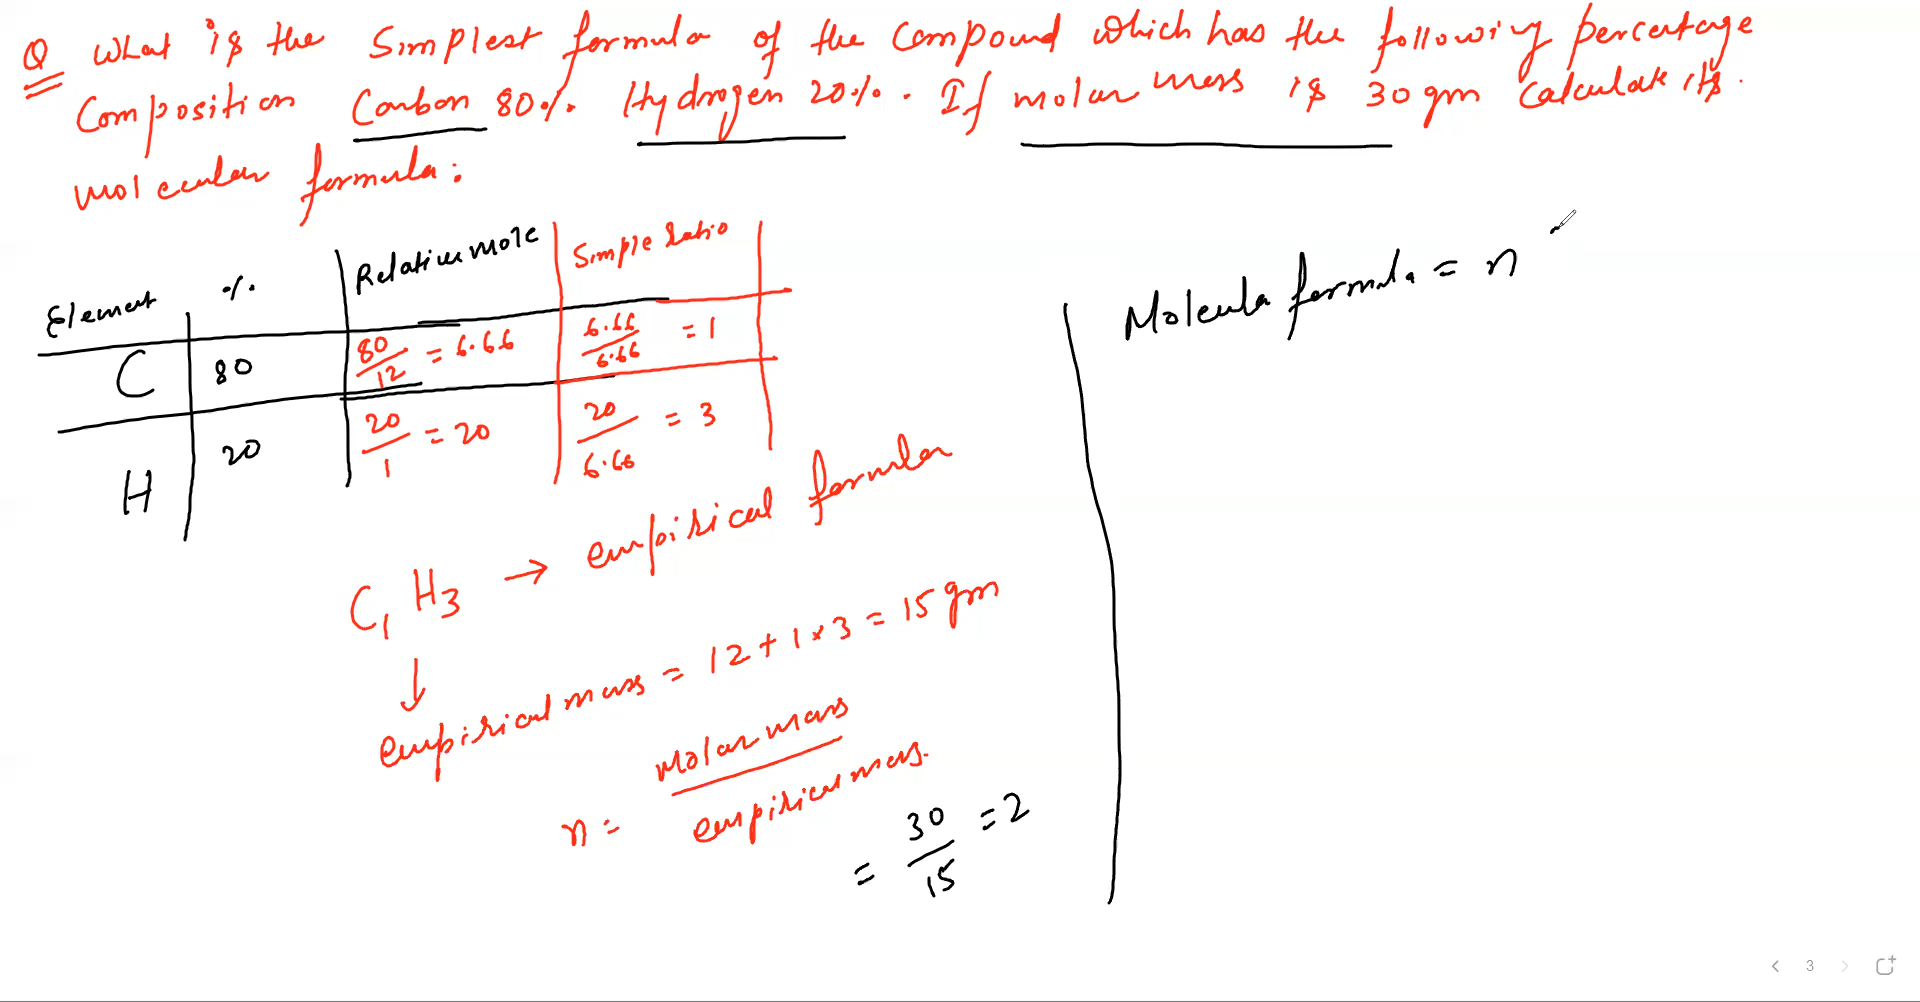 Q What is the Simplest formula of the Compound which has the following percentage
Composition Carbon 80%. Hydrogen 20%. If molar mass is 30 gm Calculate its.
molecular formula:
Element % Relative mole Simple Ratio
C 80 80/12 = 6.66 6.66/6.66 = 1
H 20 20/1 = 20 20/6.66 = 3
C1 H3 → empirical formula
↓
empirical mass = 12 + 1 × 3 = 15 gm
n = molar mass / empirical mass.
= 30/15 = 2
Molecula formula = n
3